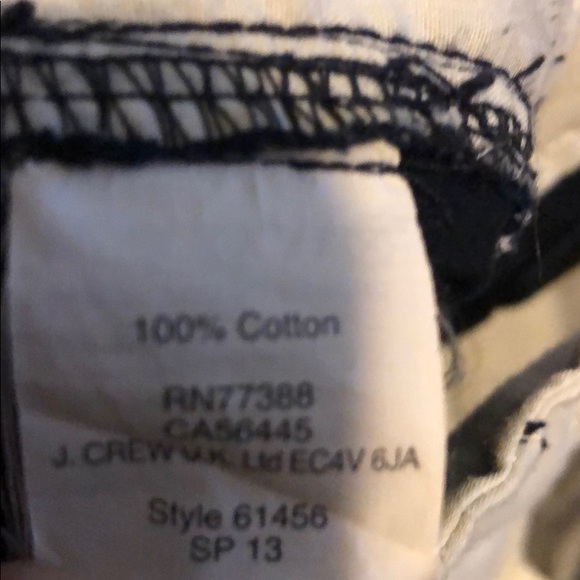 100% Cotton
RN77388
CA56445
J. CREW U.K. Ltd EC4V 6JA
Style 61456
SP 13